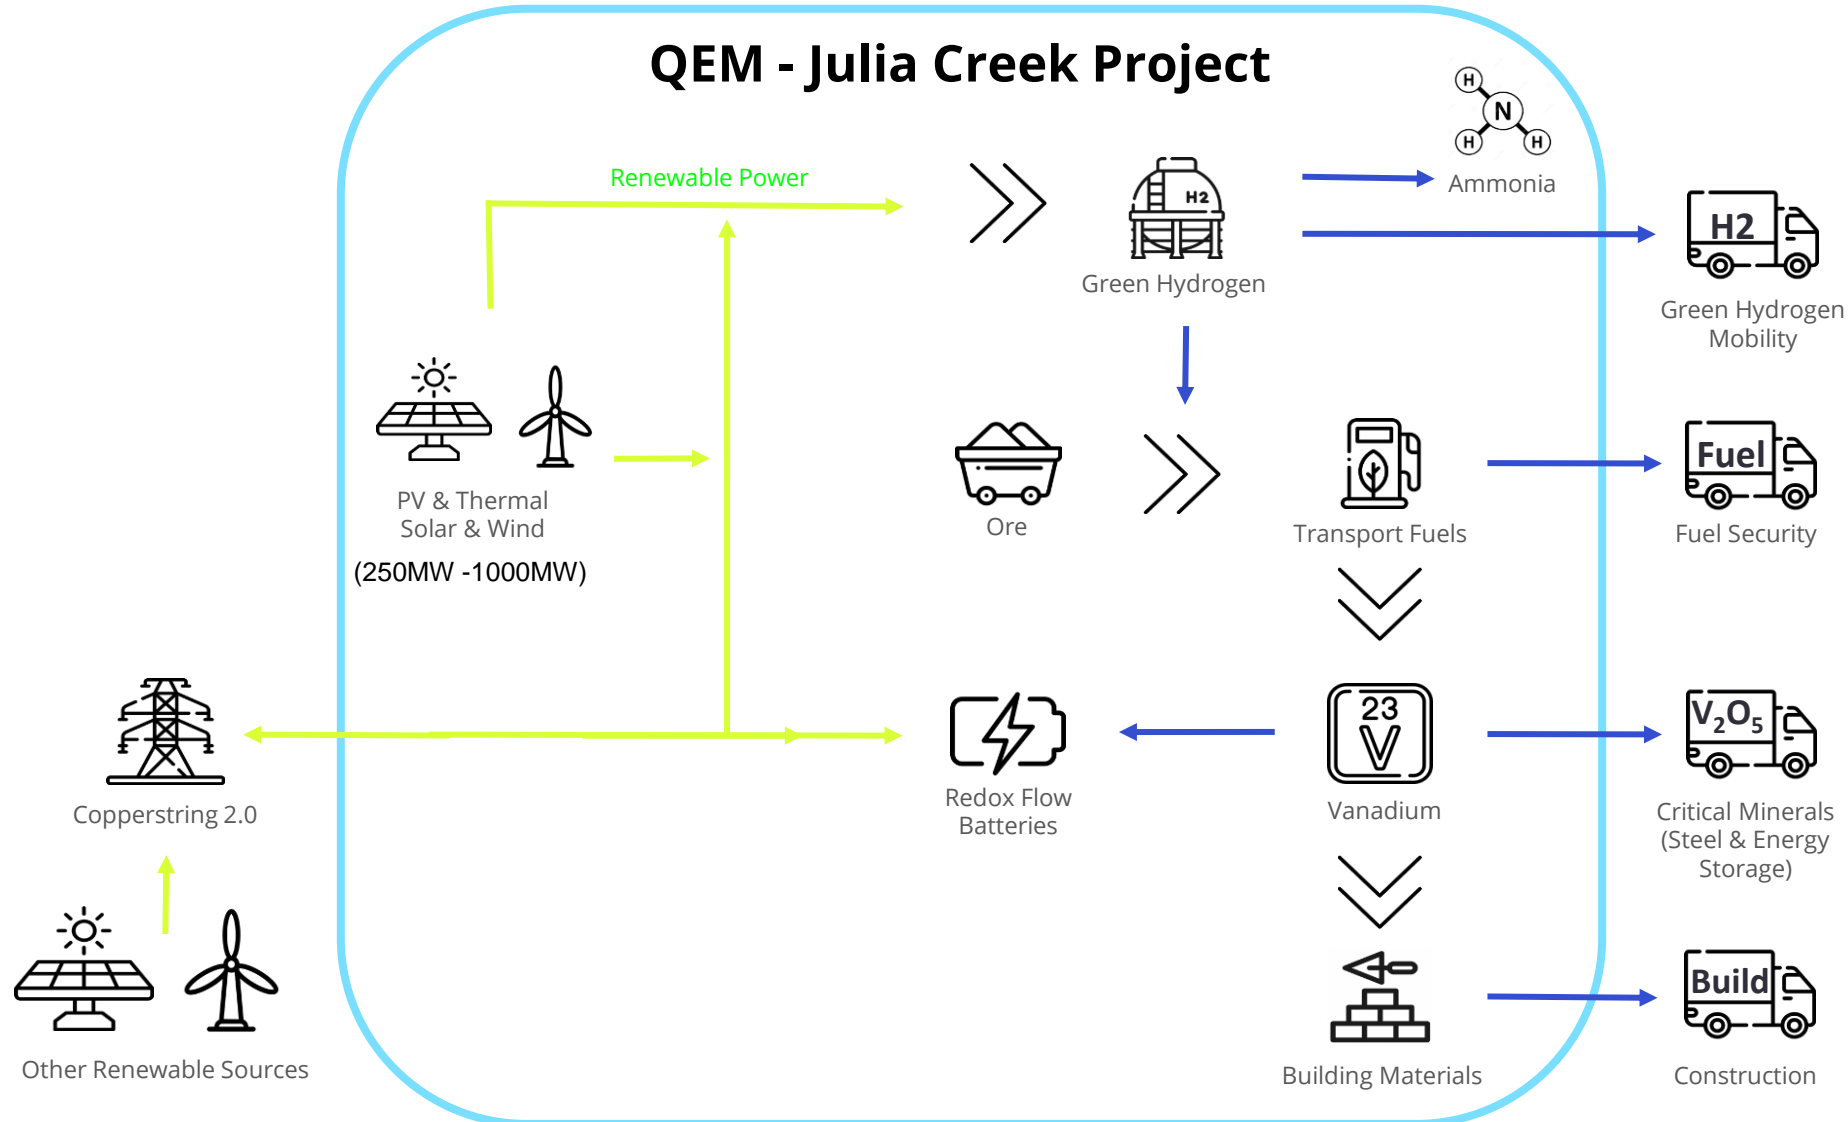 QEM - Julia Creek Project
H
N
H
H
Ammonia
Renewable Power
H2
Green Hydrogen
H2
Green Hydrogen
Mobility
PV & Thermal
Solar & Wind
(250MW -1000MW)
Ore
Transport Fuels
Fuel
Fuel Security
Copperstring 2.0
Redox Flow
Batteries
23
V
Vanadium
V₂O₅
Critical Minerals
(Steel & Energy
Storage)
Other Renewable Sources
Building Materials
Build
Construction